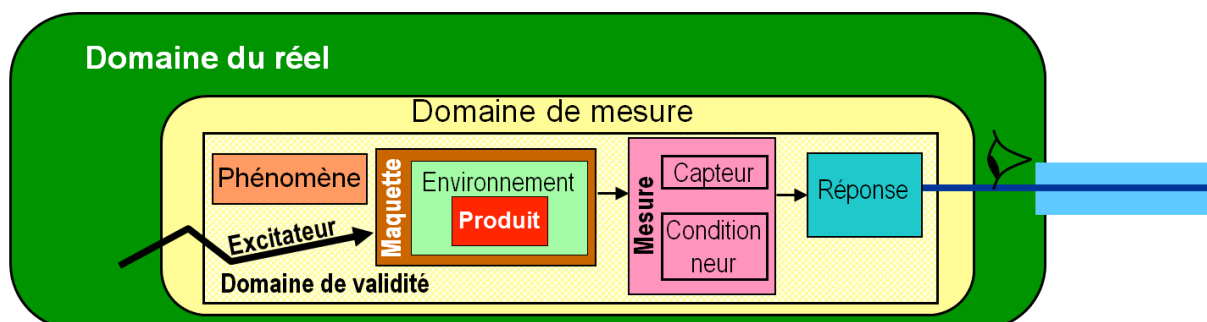 Domaine du réel
Domaine de mesure
Phénomène
Excitateur
Domaine de validité
Maquette
Environnement
Produit
Mesure
Capteur
Condition
neur
Réponse